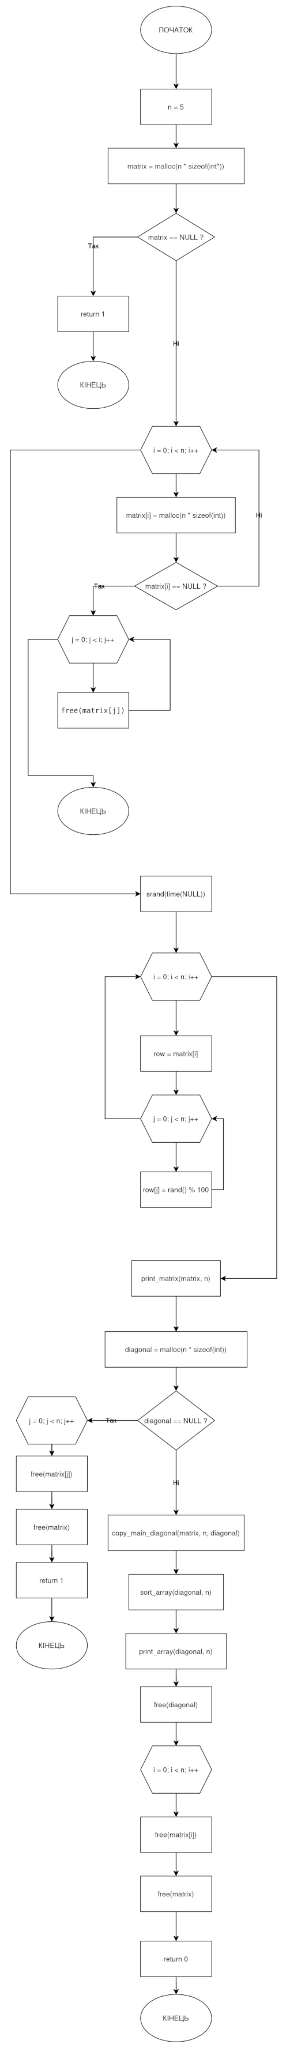 ПОЧАТОК
n = 5
matrix = malloc(n * sizeof(int*))
matrix == NULL ?
Так
return 1
КІНЕЦЬ
Ні
i = 0; i < n; i++
matrix[i] = malloc(n * sizeof(int))
Ні
matrix[i] == NULL ?
Так
j = 0; j < i; j++
free(matrix[j])
КІНЕЦЬ
srand(time(NULL))
i = 0; i < n; i++
row = matrix[i]
j = 0; j < n; j++
row[j] = rand() % 100
print_matrix(matrix, n)
diagonal = malloc(n * sizeof(int))
j = 0; j < n; j++
Так
diagonal == NULL ?
free(matrix[j])
Ні
free(matrix)
copy_main_diagonal(matrix, n, diagonal)
return 1
sort_array(diagonal, n)
КІНЕЦЬ
print_array(diagonal, n)
free(diagonal)
i = 0; i < n; i++
free(matrix[i])
free(matrix)
return 0
КІНЕЦЬ